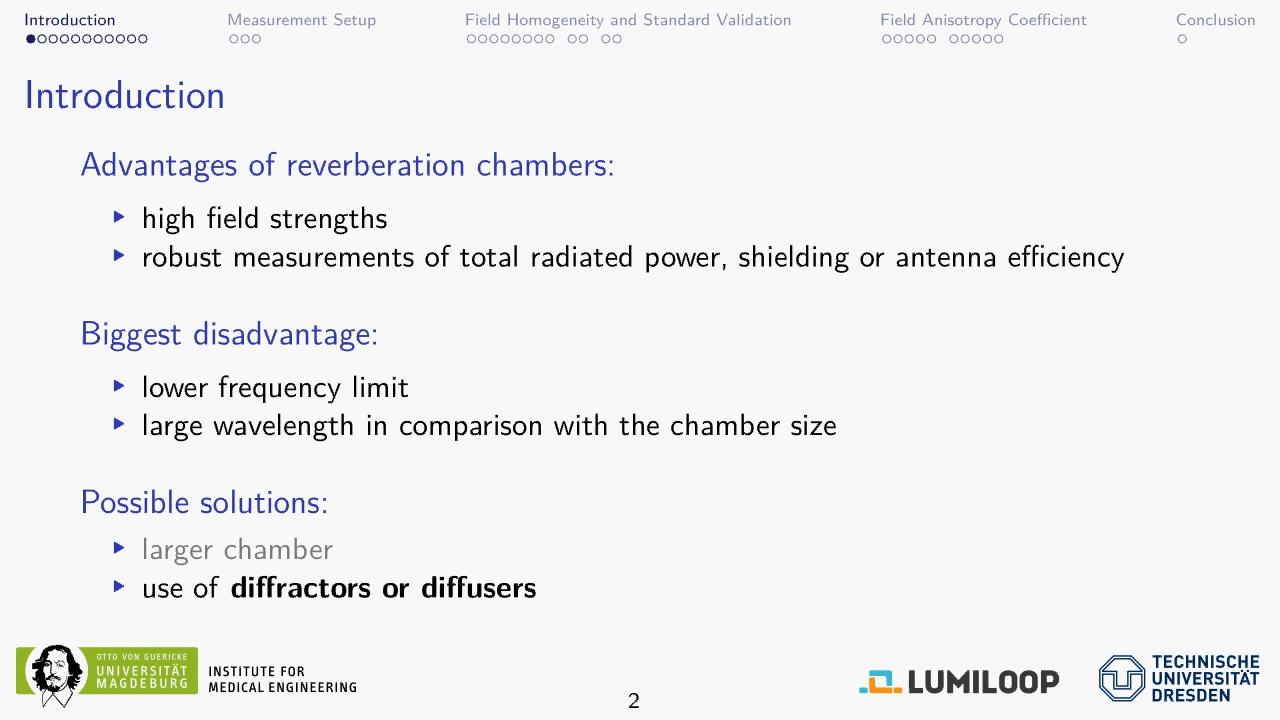 Introduction
Measurement Setup
Field Homogeneity and Standard Validation
Field Anisotropy Coefficient
Conclusion
Introduction
Advantages of reverberation chambers:
high field strengths
robust measurements of total radiated power, shielding or antenna efficiency
Biggest disadvantage:
lower frequency limit
large wavelength in comparison with the chamber size
Possible solutions:
larger chamber
use of diffractors or diffusers
OTTO VON GUERICKE
UNIVERSITÄT
MAGDEBURG
INSTITUTE FOR
MEDICAL ENGINEERING
2
LUMILOOP
TECHNISCHE
UNIVERSITÄT
DRESDEN